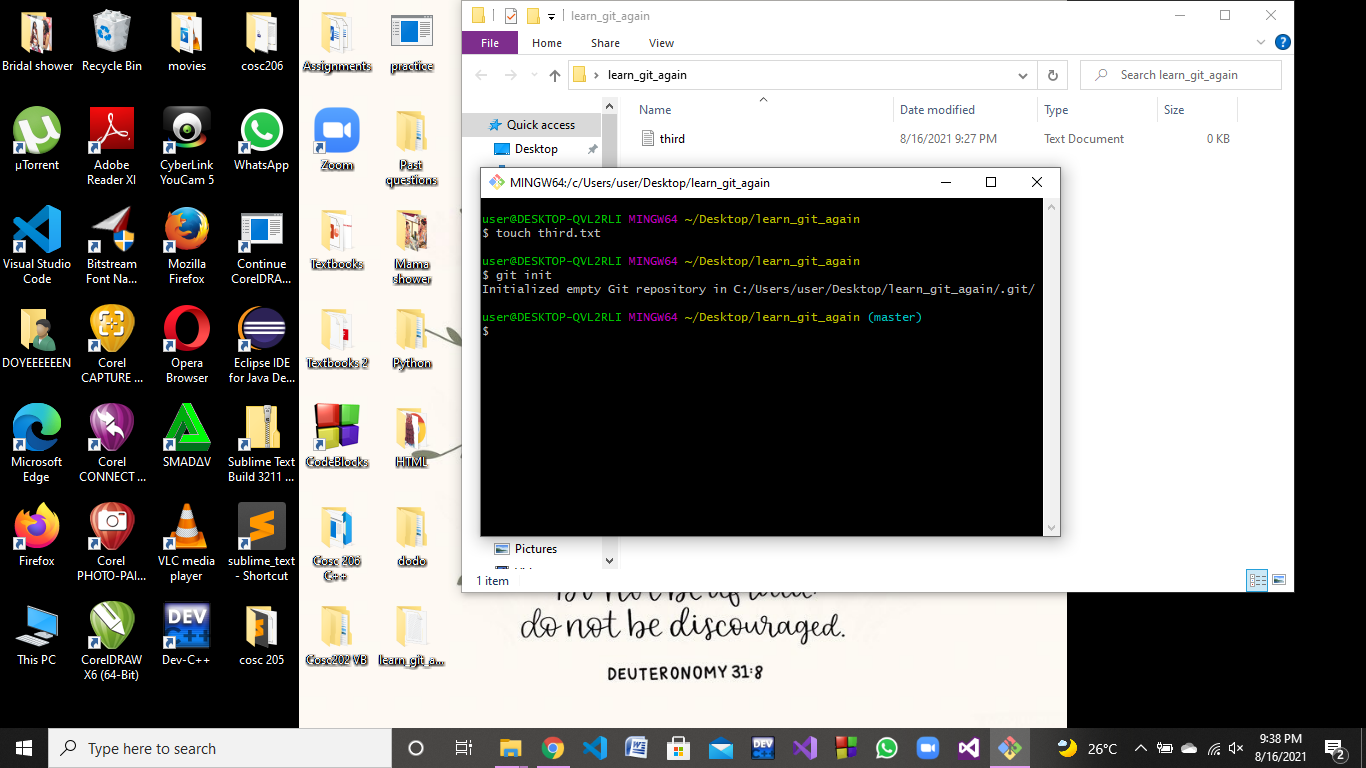 Bridal shower
Recycle Bin
movies
cosc206
Assignments
practice
µTorrent
Adobe
Reader XI
CyberLink
YouCam 5
WhatsApp
Zoom
Past
questions
Visual Studio
Code
Bitstream
Font Na...
Mozilla
Firefox
Continue
CorelDRA...
Textbooks
Mama
shower
DOYEEEEEEN
Corel
CAPTURE ...
Opera
Browser
Eclipse IDE
for Java De...
Textbooks 2
Python
Microsoft
Edge
Corel
CONNECT ...
SMADΔV
Sublime Text
Build 3211 ...
CodeBlocks
HTML
Firefox
Corel
PHOTO-PAI...
VLC media
player
sublime_text
- Shortcut
Cosc 206
C++
dodo
This PC
CorelDRAW
X6 (64-Bit)
Dev-C++
cosc 205
Cosc202 VB
learn_git_a...
learn_git_again
File Home Share View
learn_git_again
Search learn_git_again
Name Date modified Type Size
Quick access
Desktop
third 8/16/2021 9:27 PM Text Document 0 KB
MINGW64:/c/Users/user/Desktop/learn_git_again
user@DESKTOP-QVL2RLI MINGW64 ~/Desktop/learn_git_again
$ touch third.txt
user@DESKTOP-QVL2RLI MINGW64 ~/Desktop/learn_git_again
$ git init
Initialized empty Git repository in C:/Users/user/Desktop/learn_git_again/.git/
user@DESKTOP-QVL2RLI MINGW64 ~/Desktop/learn_git_again (master)
$
Pictures
1 item
do not be discouraged.
DEUTERONOMY 31:8
Type here to search
DEV
C++
26°C
9:38 PM
8/16/2021
2